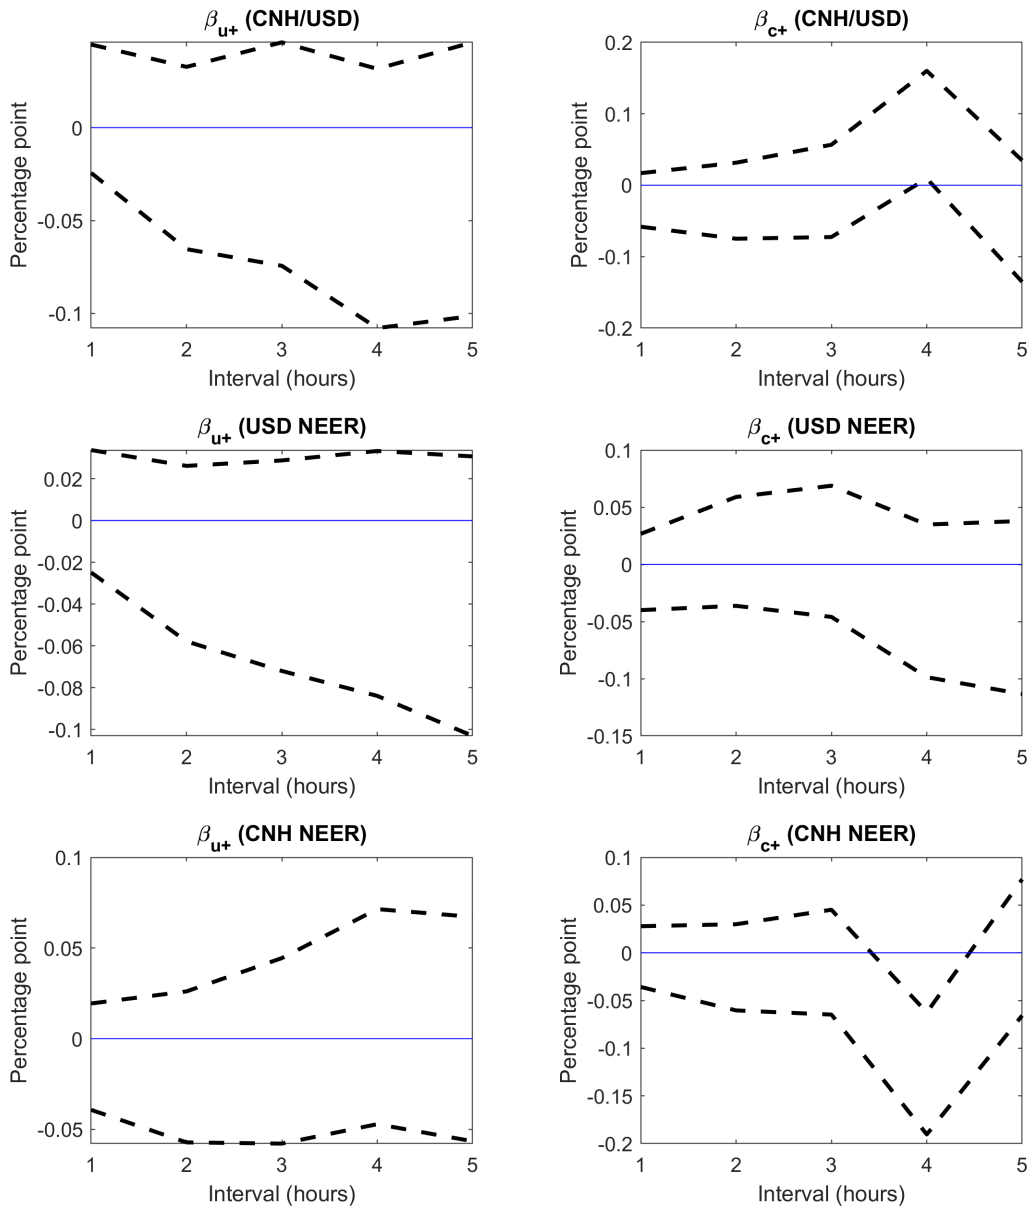 βu+ (CNH/USD)
Percentage point
0
-0.05
-0.1
1 2 3 4 5
Interval (hours)
βc+ (CNH/USD)
Percentage point
0.2
0.1
0
-0.1
-0.2
1 2 3 4 5
Interval (hours)
βu+ (USD NEER)
Percentage point
0.02
0
-0.02
-0.04
-0.06
-0.08
-0.1
1 2 3 4 5
Interval (hours)
βc+ (USD NEER)
Percentage point
0.1
0.05
0
-0.05
-0.1
-0.15
1 2 3 4 5
Interval (hours)
βu+ (CNH NEER)
Percentage point
0.1
0.05
0
-0.05
1 2 3 4 5
Interval (hours)
βc+ (CNH NEER)
Percentage point
0.1
0.05
0
-0.05
-0.1
-0.15
-0.2
1 2 3 4 5
Interval (hours)